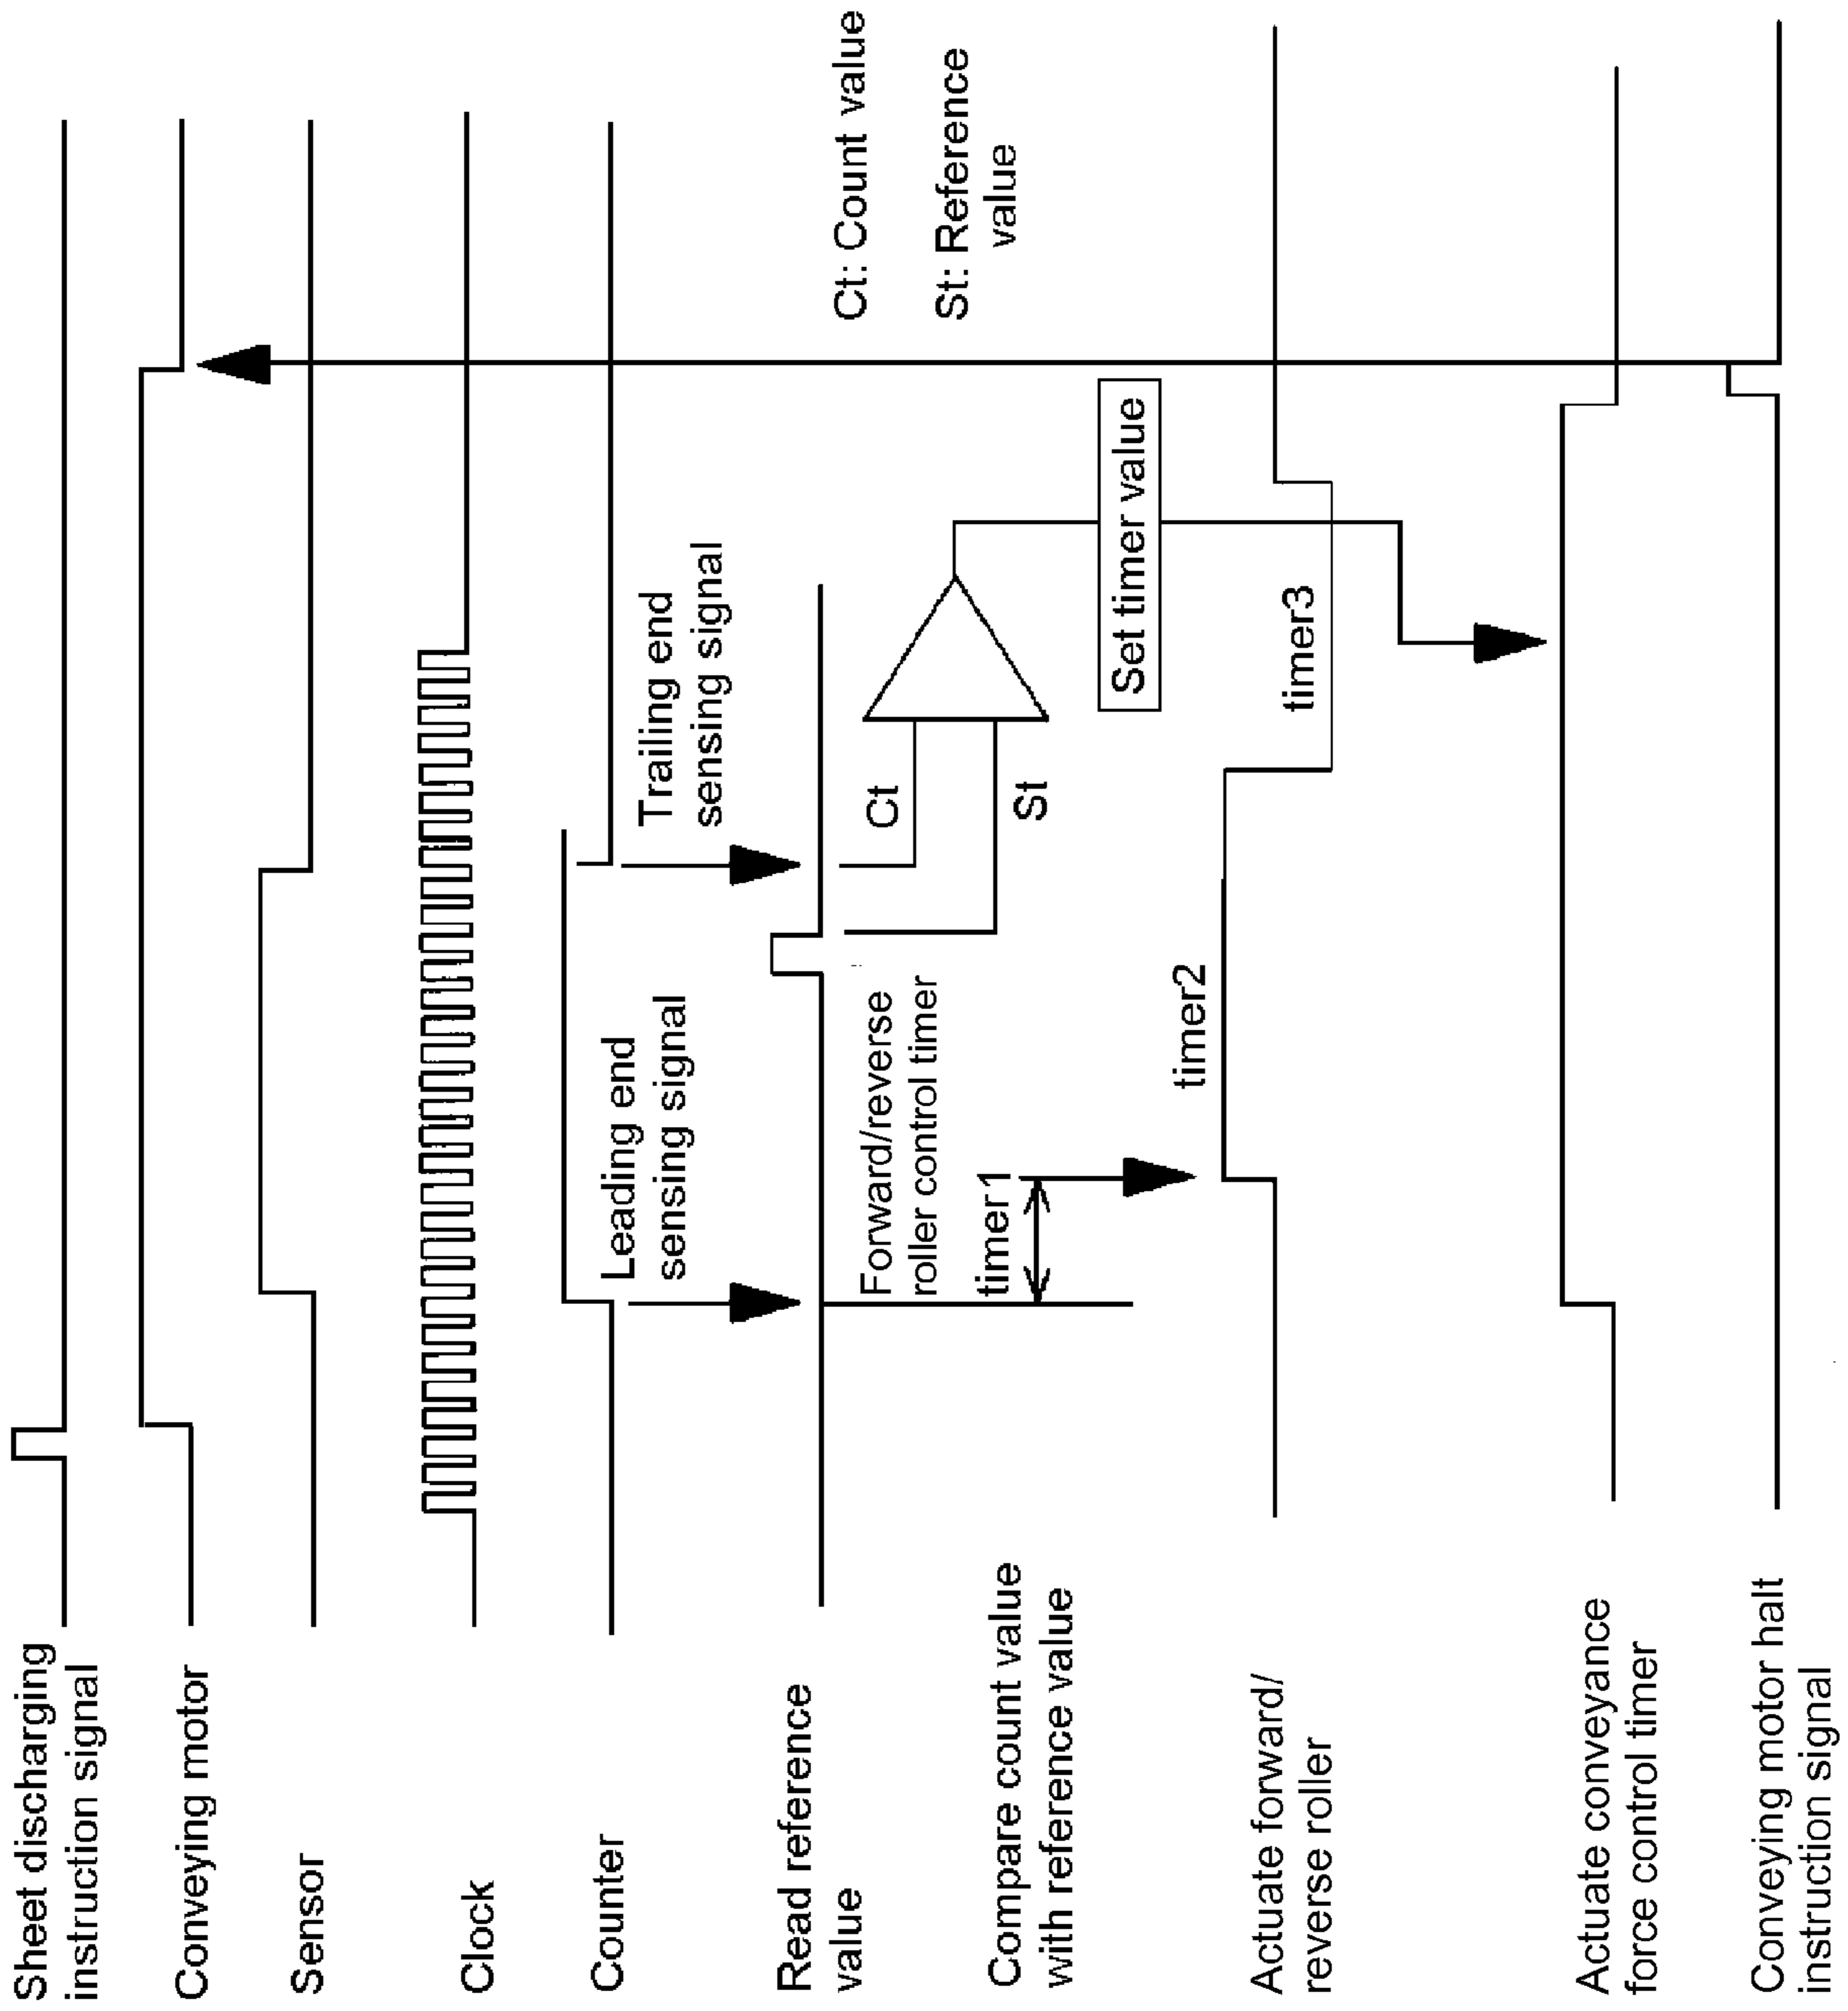 Sheet discharging
instruction signal
Conveying motor
Sensor
Clock
Counter
Leading end
sensing signal
Trailing end
sensing signal
Read reference
value
Forward/reverse
roller control timer
Ct
St
Ct: Count value
St: Reference
value
Compare count value
with reference value
timer1
Set timer value
Actuate forward/
reverse roller
timer2
timer3
Actuate conveyance
force control timer
Conveying motor halt
instruction signal